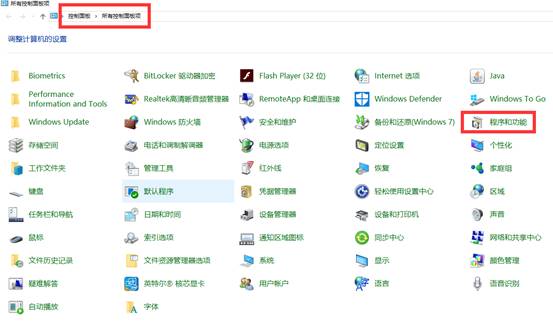 所有控制面板项
控制面板 > 所有控制面板项
调整计算机的设置
Biometrics
BitLocker 驱动器加密
Flash Player (32 位)
Internet 选项
Java
Performance Information and Tools
Realtek高清晰音频管理器
RemoteApp 和桌面连接
Windows Defender
Windows To Go
Windows Update
Windows 防火墙
安全和维护
备份和还原(Windows 7)
程序和功能
存储空间
电话和调制解调器
电源选项
定位设置
个性化
工作文件夹
管理工具
红外线
恢复
家庭组
键盘
默认程序
凭据管理器
轻松使用设置中心
区域
任务栏和导航
日期和时间
设备管理器
设备和打印机
声音
鼠标
索引选项
通知区域图标
同步中心
网络和共享中心
文件历史记录
文件资源管理器选项
系统
显示
颜色管理
疑难解答
英特尔® 核芯显卡
用户帐户
语言
语音识别
自动播放
字体